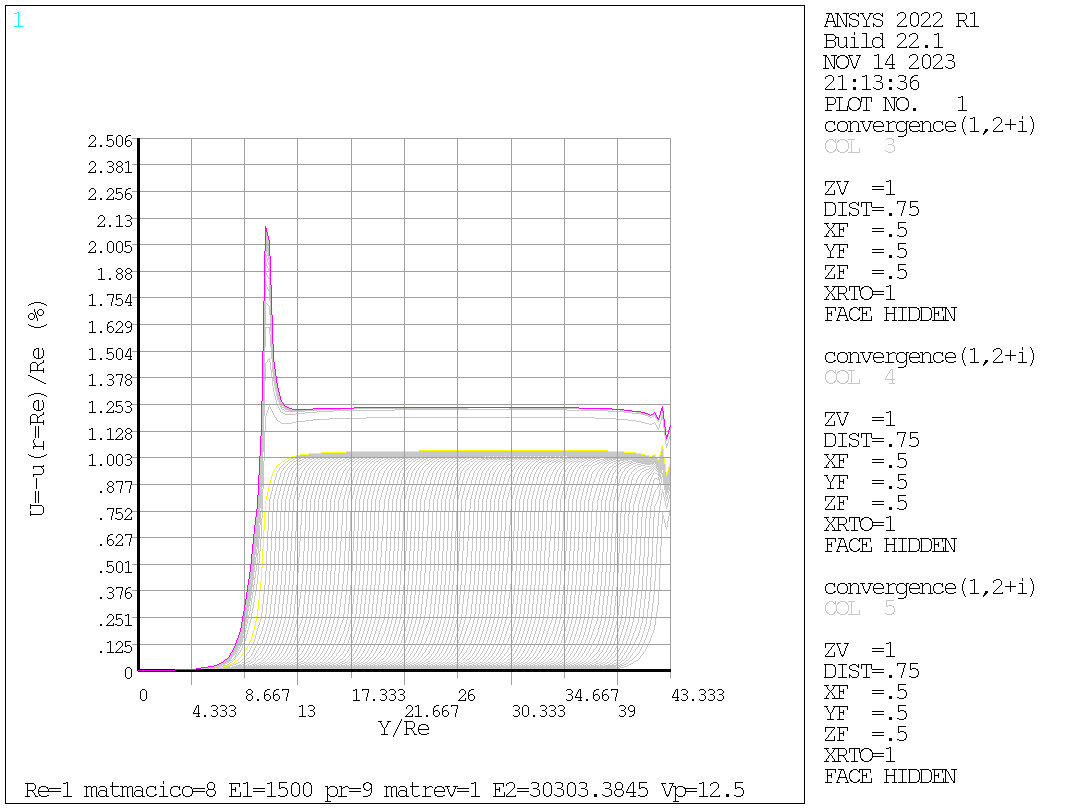 1
ANSYS 2022 R1
Build 22.1
NOV 14 2023
21:13:36
PLOT NO. 1
convergence(1,2+i)
COL 3
ZV =1
DIST=.75
XF =.5
YF =.5
ZF =.5
XRTO=1
FACE HIDDEN
convergence(1,2+i)
COL 4
ZV =1
DIST=.75
XF =.5
YF =.5
ZF =.5
XRTO=1
FACE HIDDEN
convergence(1,2+i)
COL 5
ZV =1
DIST=.75
XF =.5
YF =.5
ZF =.5
XRTO=1
FACE HIDDEN
U=-u(r=Re)/Re (%)
2.506
2.381
2.256
2.13
2.005
1.88
1.754
1.629
1.504
1.378
1.253
1.128
1.003
.877
.752
.627
.501
.376
.251
.125
0
0 8.667 17.333 26 34.667 43.333
4.333 13 21.667 30.333 39
Y/Re
Re=1 matmacico=8 E1=1500 pr=9 matrev=1 E2=30303.3845 Vp=12.5